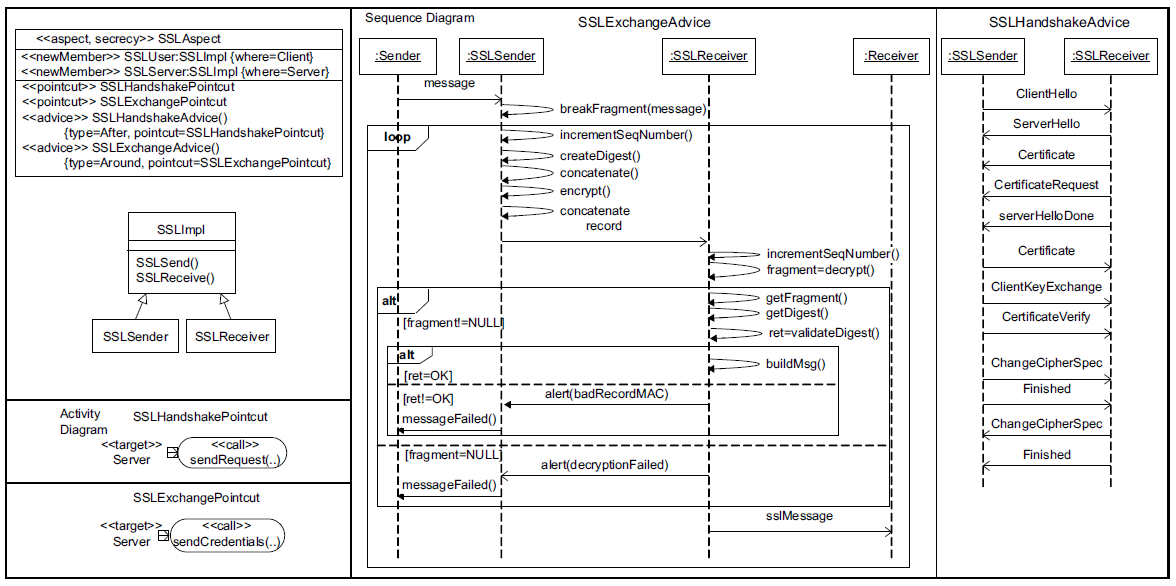 <<aspect, secrecy>> SSLAspect
<<newMember>> SSLUser:SSLImpl {where=Client}
<<newMember>> SSLServer:SSLImpl {where=Server}
<<pointcut>> SSLHandshakePointcut
<<pointcut>> SSLExchangePointcut
<<advice>> SSLHandshakeAdvice()
{type=After, pointcut=SSLHandshakePointcut}
<<advice>> SSLExchangeAdvice()
{type=Around, pointcut=SSLExchangePointcut}
SSLImpl
SSLSend()
SSLReceive()
SSLSender
SSLReceiver
Activity
Diagram
SSLHandshakePointcut
<<target>>
Server
<<call>>
sendRequest(..)
SSLExchangePointcut
<<target>>
Server
<<call>>
sendCredentials(..)
Sequence Diagram
SSLExchangeAdvice
:Sender
:SSLSender
:SSLReceiver
:Receiver
message
breakFragment(message)
loop
incrementSeqNumber()
createDigest()
concatenate()
encrypt()
concatenate
record
incrementSeqNumber()
fragment=decrypt()
alt
[fragment!=NULL]
getFragment()
getDigest()
ret=validateDigest()
alt
[ret=OK]
buildMsg()
[ret!=OK]
alert(badRecordMAC)
messageFailed()
[fragment=NULL]
alert(decryptionFailed)
messageFailed()
sslMessage
SSLHandshakeAdvice
:SSLSender
:SSLReceiver
ClientHello
ServerHello
Certificate
CertificateRequest
serverHelloDone
Certificate
ClientKeyExchange
CertificateVerify
ChangeCipherSpec
Finished
ChangeCipherSpec
Finished